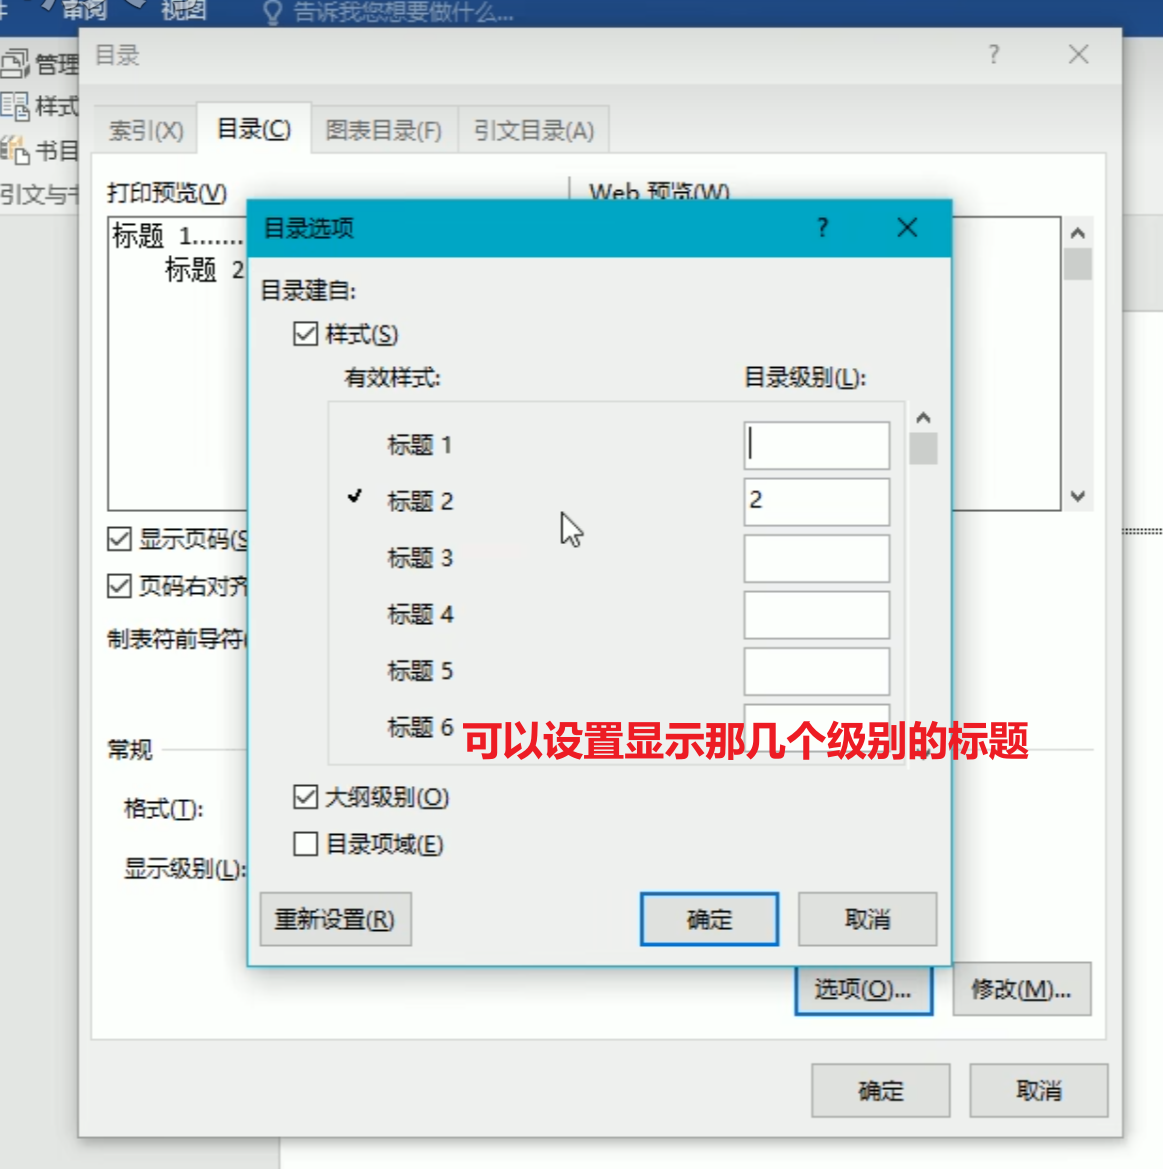 审阅 视图 告诉我您想要做什么...
目录 ?
管理
样式
书目
引文与书
索引(X) 目录(C) 图表目录(F) 引文目录(A)
打印预览(V) Web 预览(W)
标题 1.......
标题 2
目录选项 ?
目录建自:
样式(S)
有效样式: 目录级别(L):
标题 1
标题 2 2
标题 3
标题 4
标题 5
标题 6
可以设置显示那几个级别的标题
大纲级别(O)
目录项域(E)
重新设置(R) 确定 取消
显示页码(S
页码右对齐
制表符前导符(
常规
格式(T):
显示级别(L):
选项(O)... 修改(M)...
确定 取消